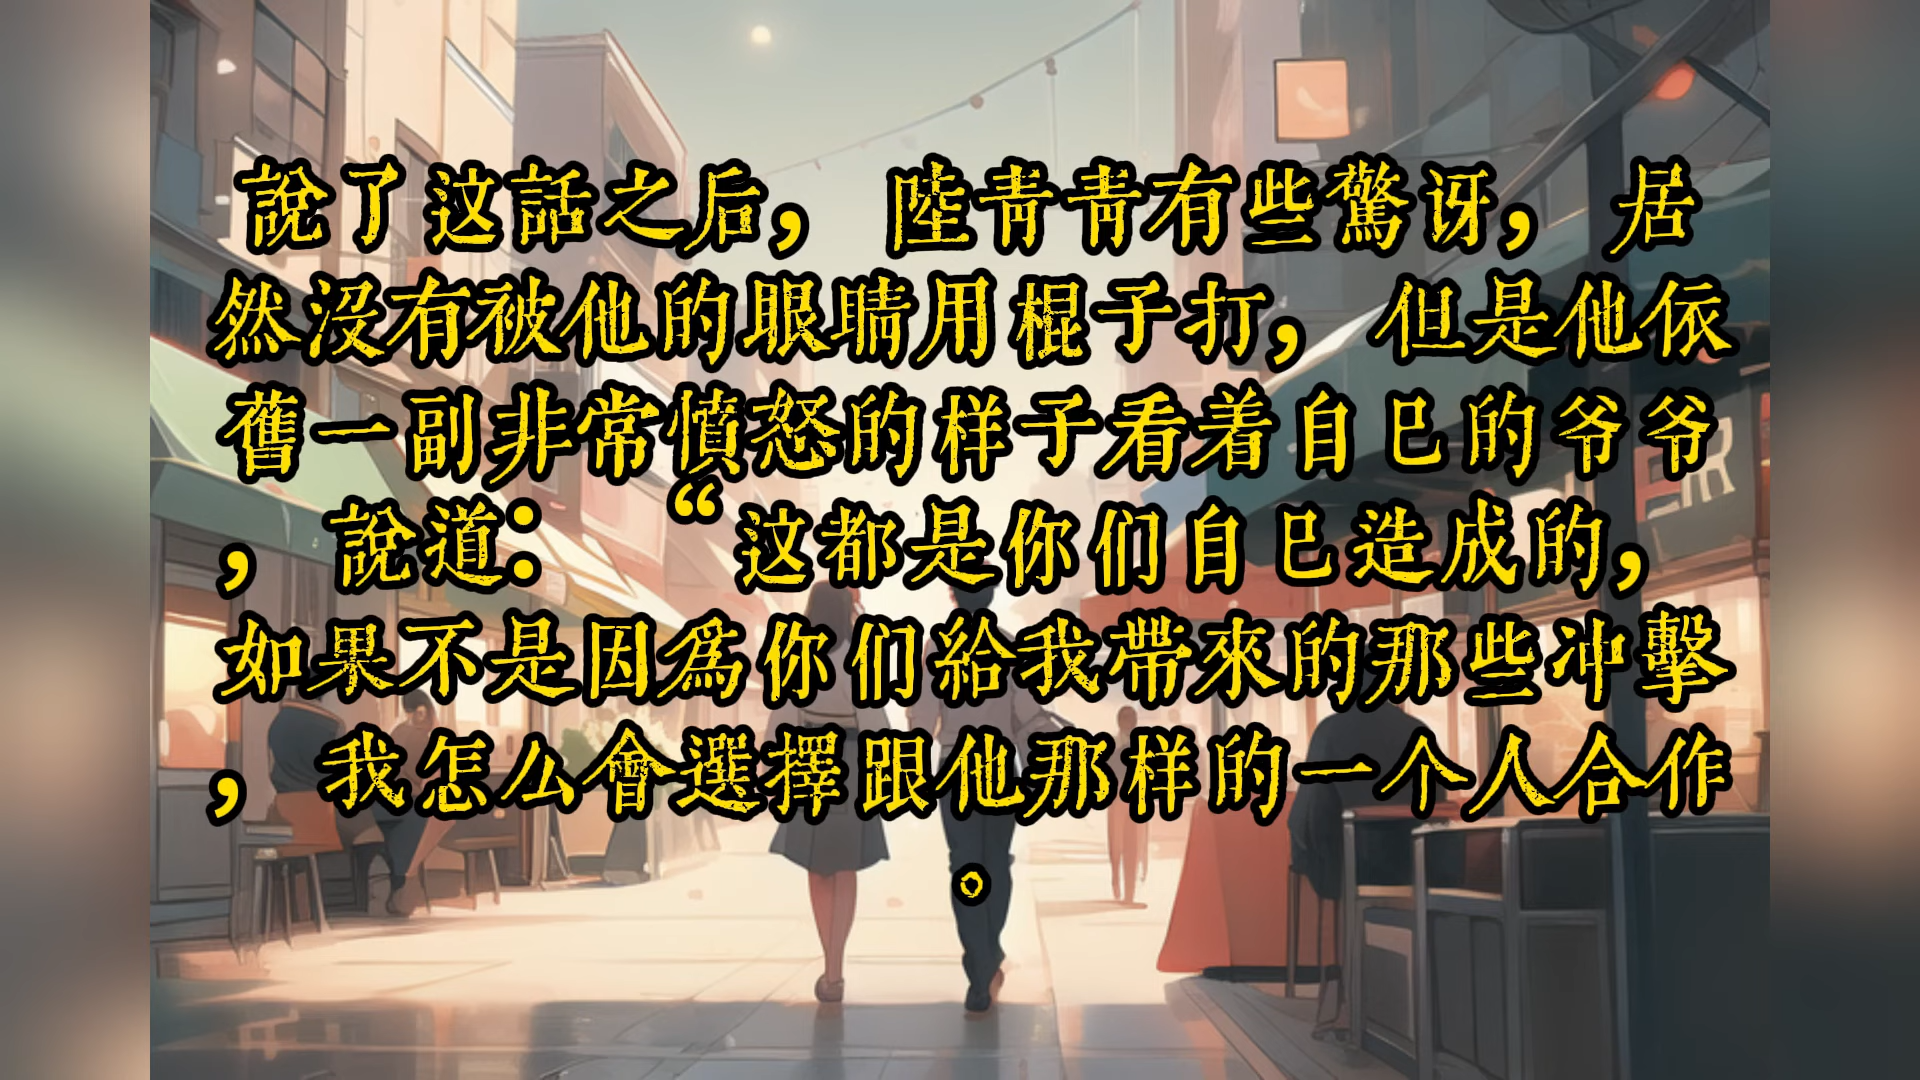 說了这話之后， 陸青青有些驚讶， 居
然没有被他的眼睛用棍子打， 但是他依
舊一副非常憤怒的样子看着自已的爷爷
， 說道： “这都是你们自已造成的，
如果不是因爲你们給我帶來的那些冲擊
， 我怎么會選擇跟他那样的一个人合作
。